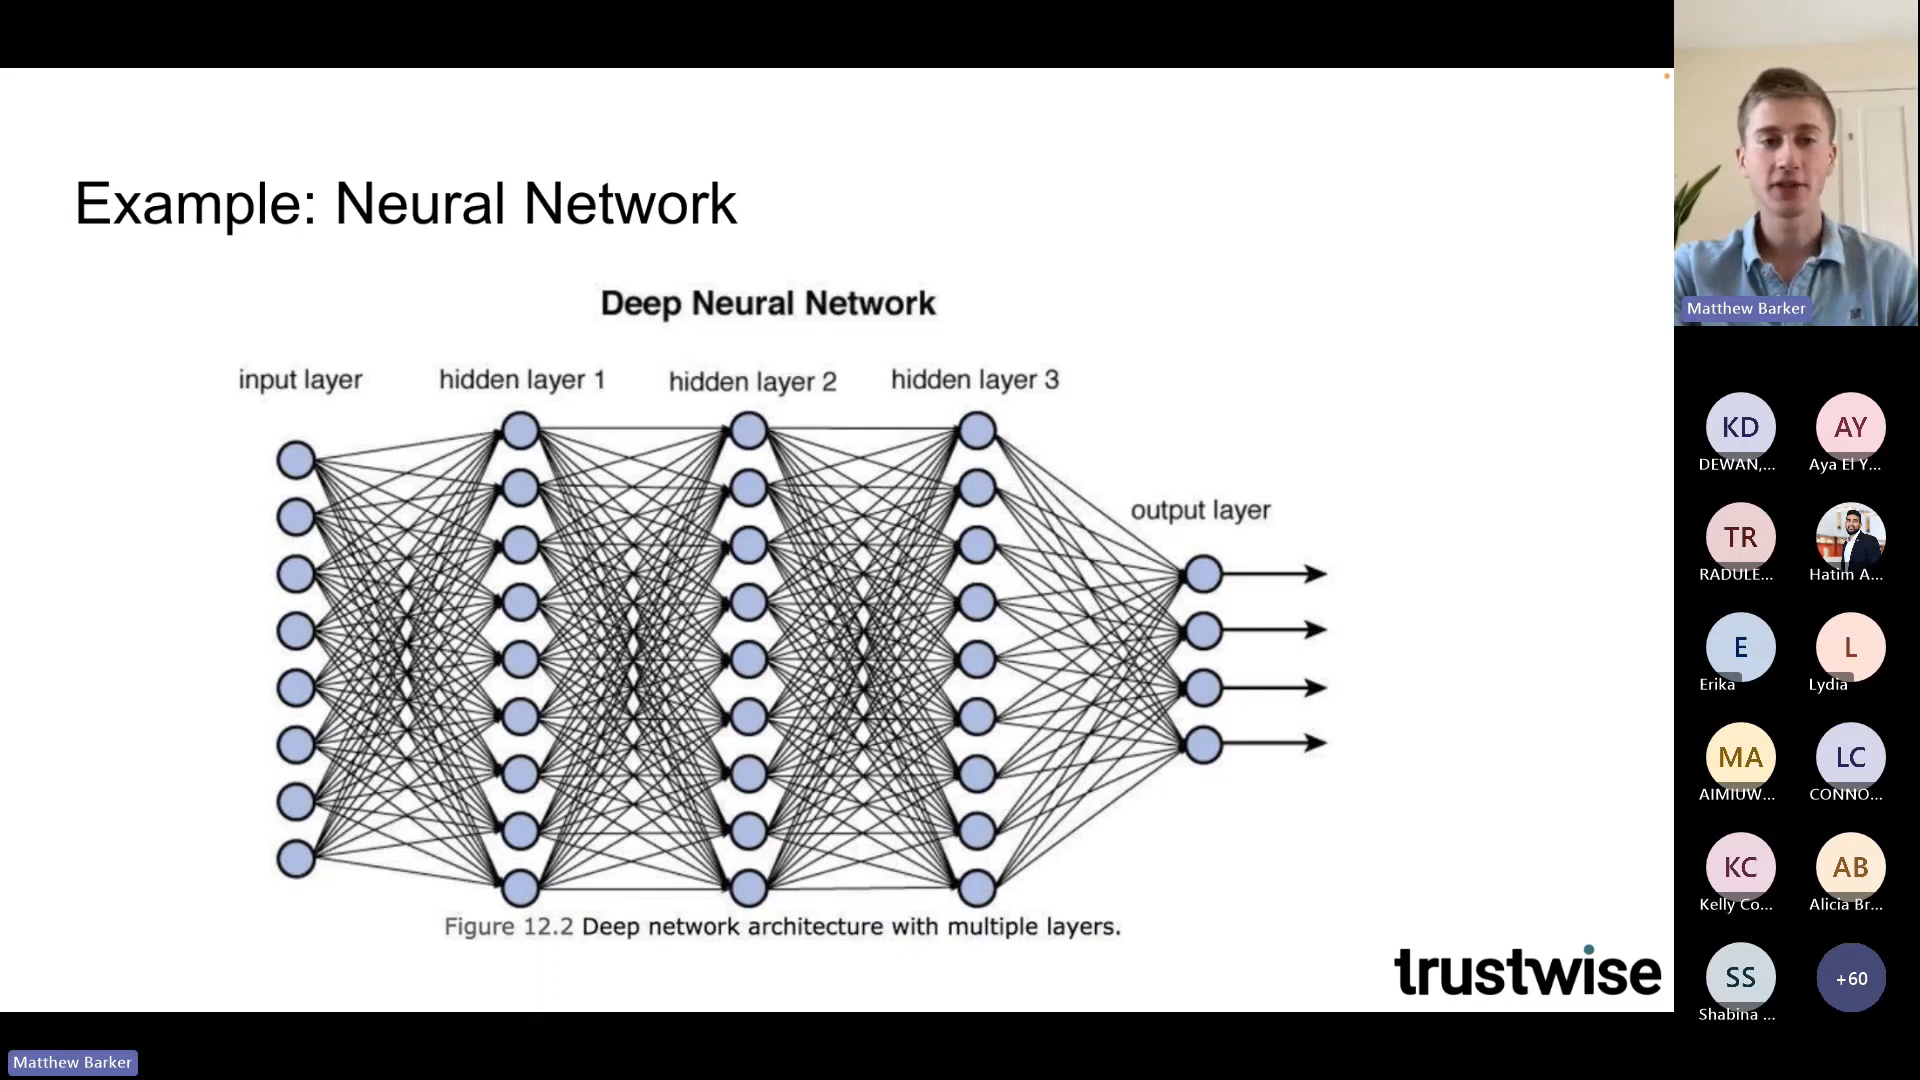 Example: Neural Network
Deep Neural Network
input layer
hidden layer 1
hidden layer 2
hidden layer 3
output layer
Figure 12.2 Deep network architecture with multiple layers.
trustwise
Matthew Barker
Matthew Barker
KD
DEWAN,...
AY
Aya El Y...
TR
RADULE...
Hatim A...
E
Erika
L
Lydia
MA
AIMIUW...
LC
CONNO...
KC
Kelly Co...
AB
Alicia Br...
SS
Shabina ...
+60